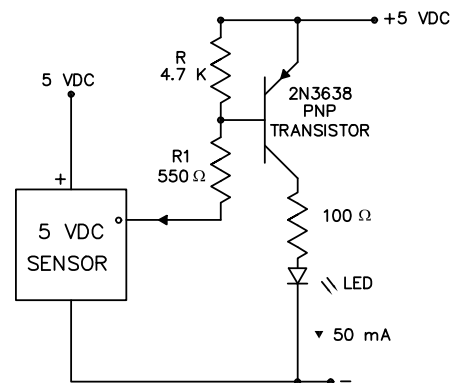 +5 VDC
R
4.7 K
5 VDC
2N3638
PNP
TRANSISTOR
R1
550 Ω
+
5 VDC
SENSOR
100 Ω
LED
50 mA
−